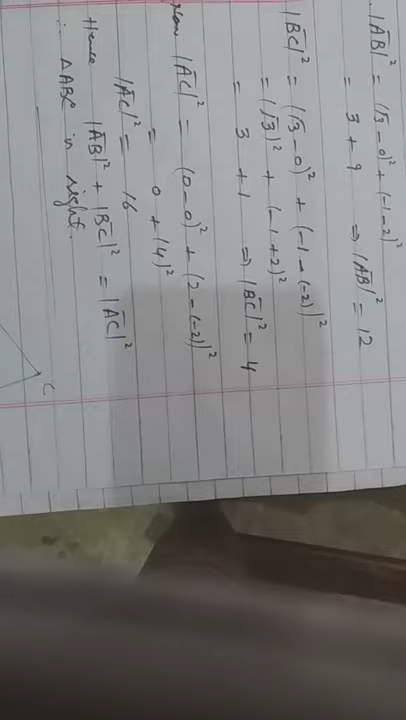 |AB|² = (√3 - 0)² + (-1 - 2)²
= 3 + 9 ⇒ |AB|² = 12
|BC|² = (√3 - 0)² + (-1 - (-2))²
= (√3)² + (-1 + 2)²
= 3 + 1 ⇒ |BC|² = 4
Now |AC|² = (0 - 0)² + (2 - (-2))²
= 0 + (4)²
|AC|² = 16
Hence |AB|² + |BC|² = |AC|²
∴ △ABC is right.
C